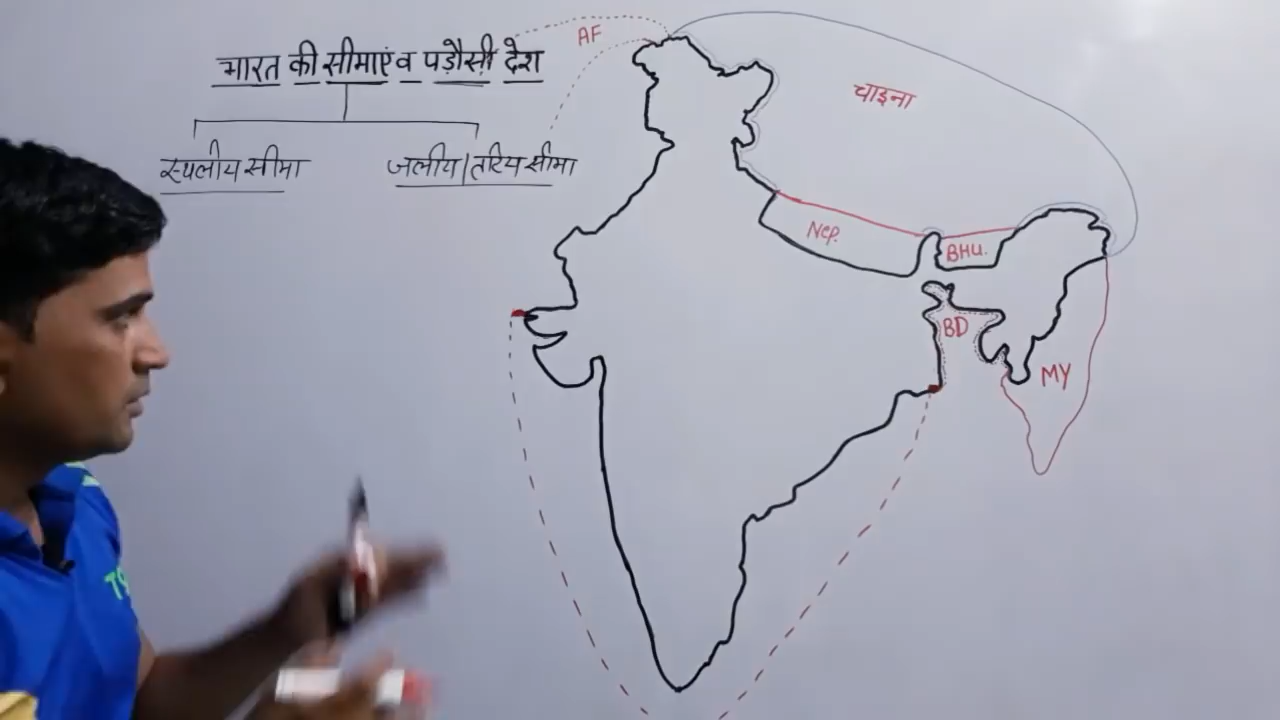 भारत की सीमाएं व पड़ौसी देश
स्थलीय सीमा
जलीय/तटिय सीमा
AF
चाइना
Nep.
BHU.
BD
MY